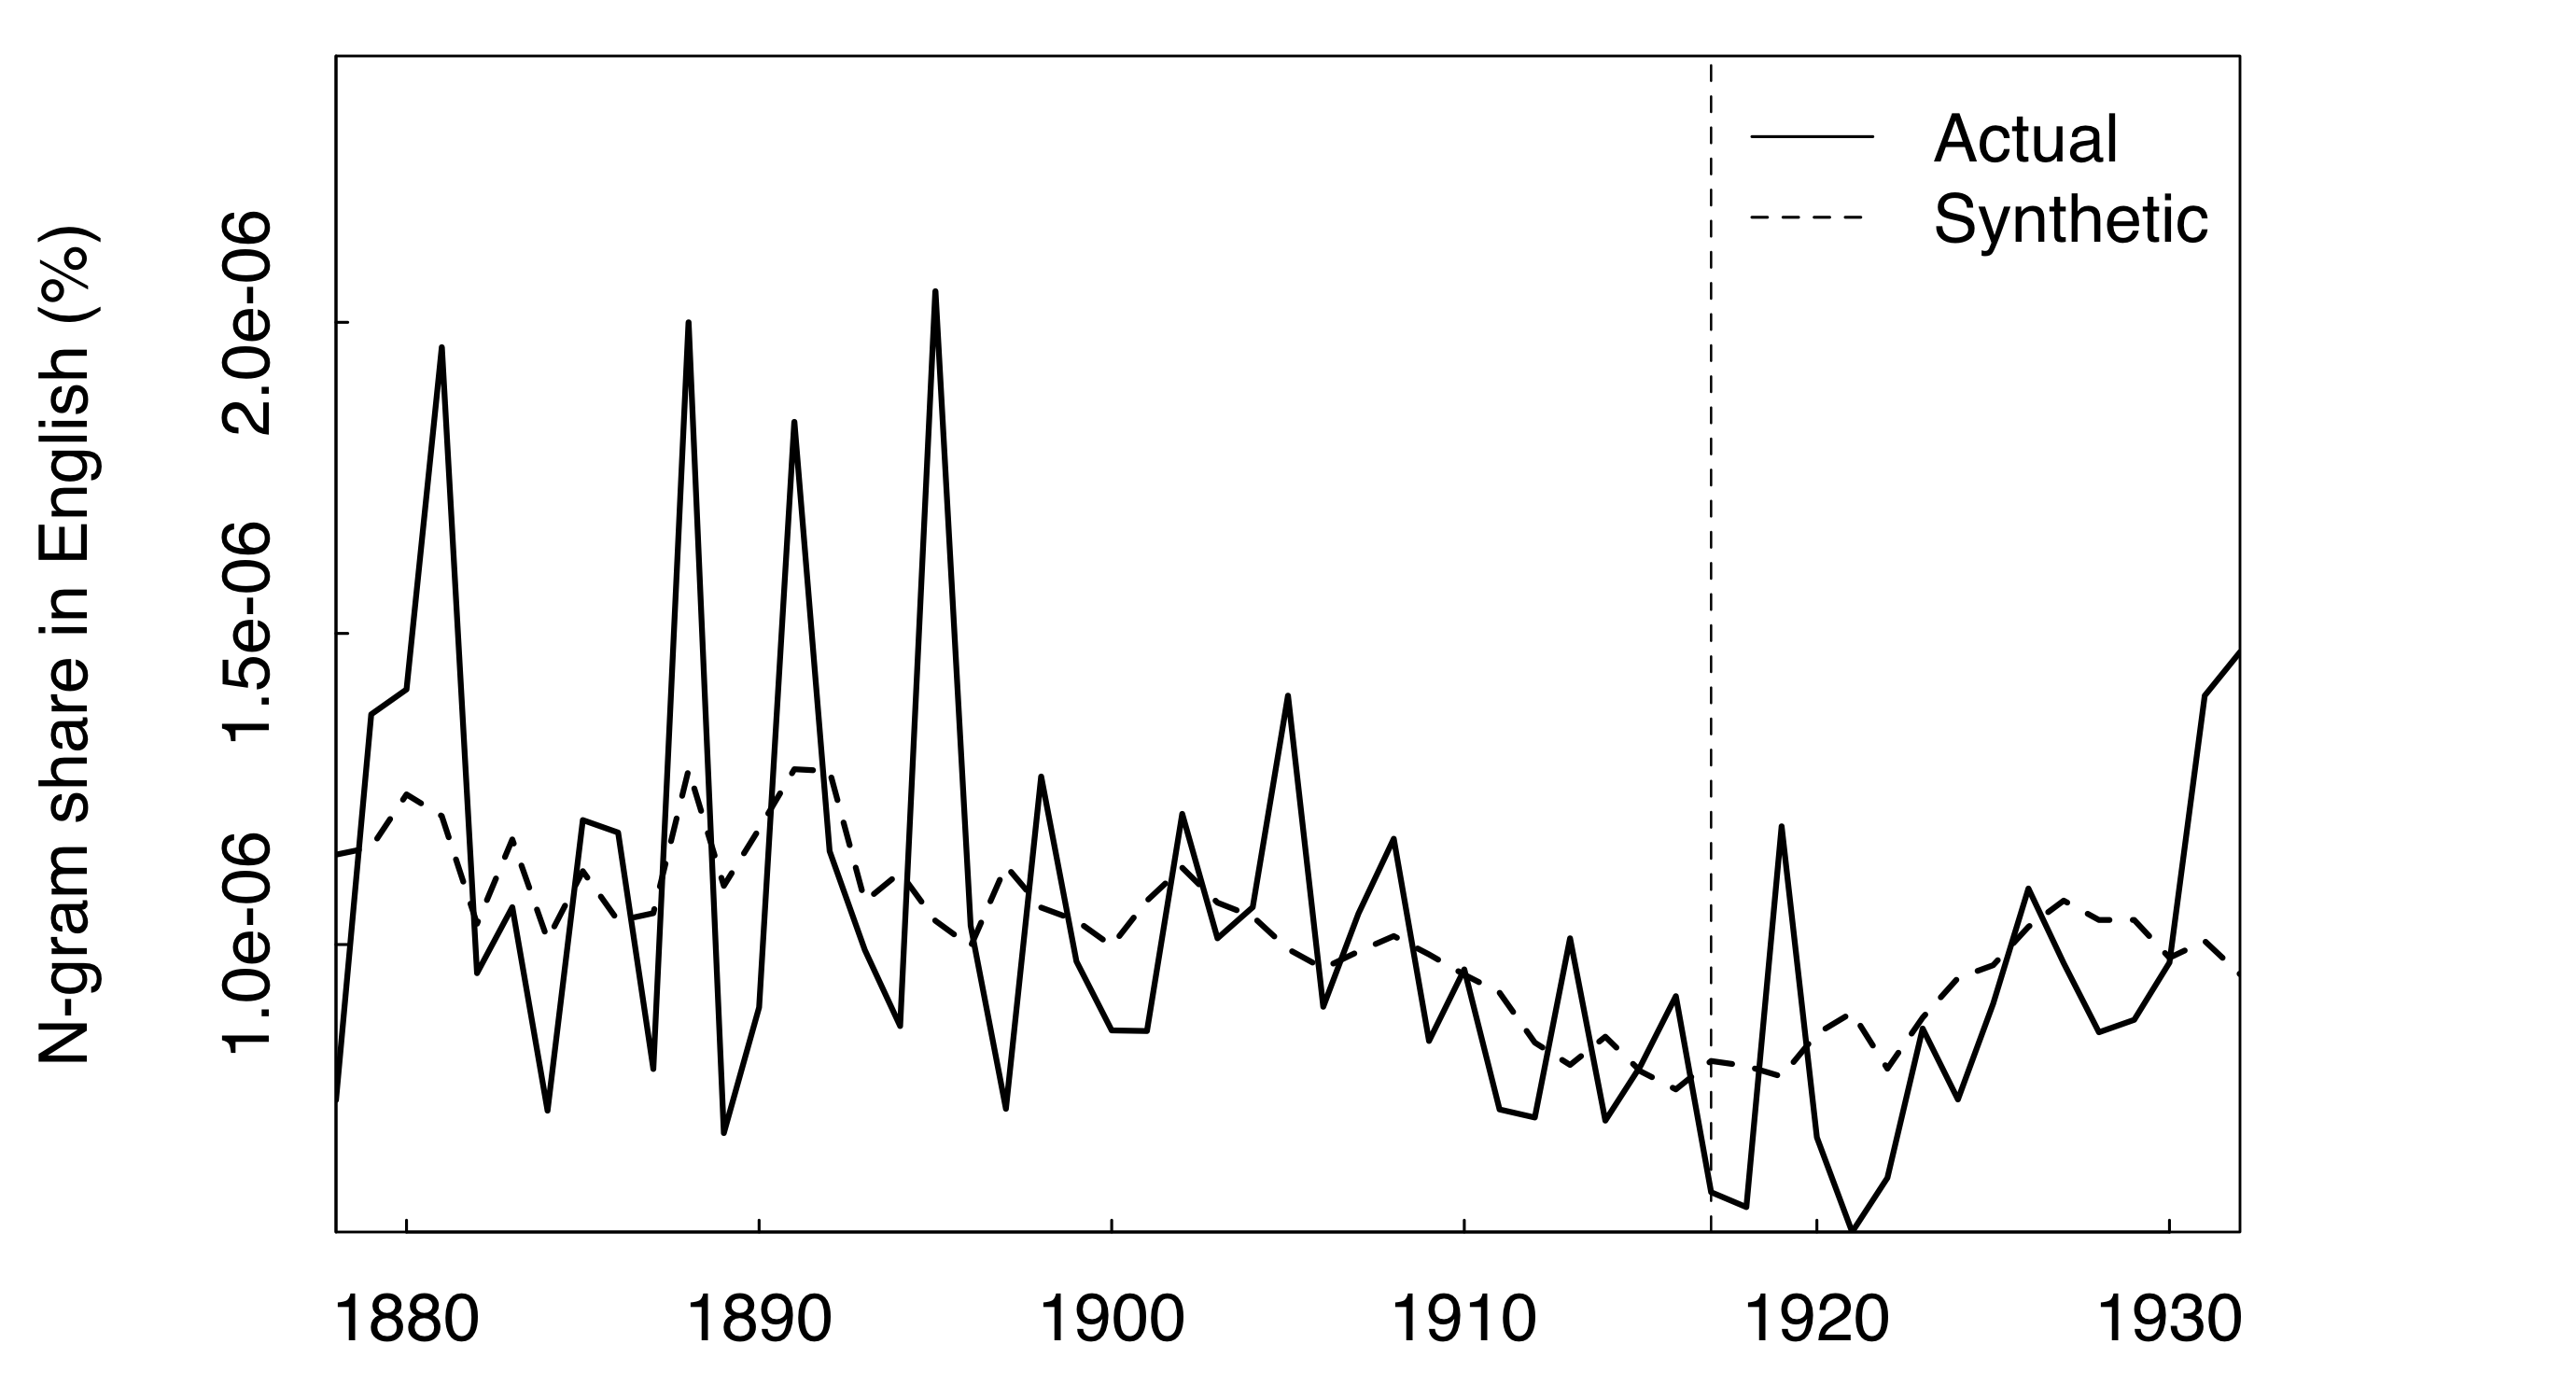 N-gram share in English (%)
2.0e-06
1.5e-06
1.0e-06
Actual
Synthetic
1880 1890 1900 1910 1920 1930